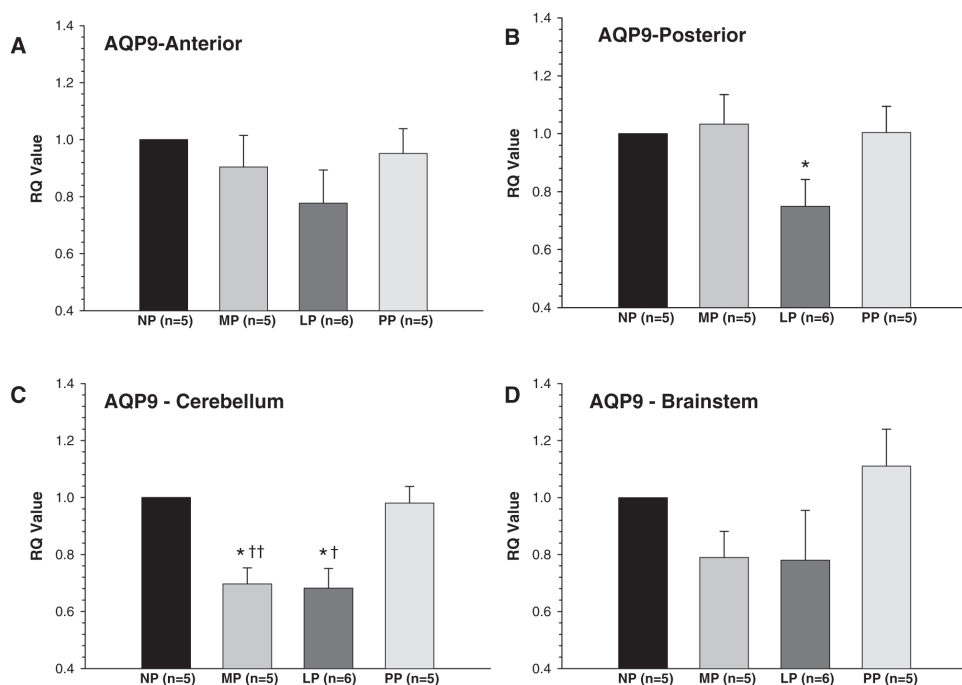 A
AQP9-Anterior
RQ Value
1.4
1.2
1.0
0.8
0.6
0.4
NP (n=5) MP (n=5) LP (n=6) PP (n=5)
B
AQP9-Posterior
RQ Value
1.4
1.2
1.0
0.8
0.6
0.4
*
NP (n=5) MP (n=5) LP (n=6) PP (n=5)
C
AQP9 - Cerebellum
RQ Value
1.4
1.2
1.0
0.8
0.6
0.4
* †† * †
NP (n=5) MP (n=5) LP (n=6) PP (n=5)
D
AQP9 - Brainstem
RQ Value
1.4
1.2
1.0
0.8
0.6
0.4
NP (n=5) MP (n=5) LP (n=6) PP (n=5)